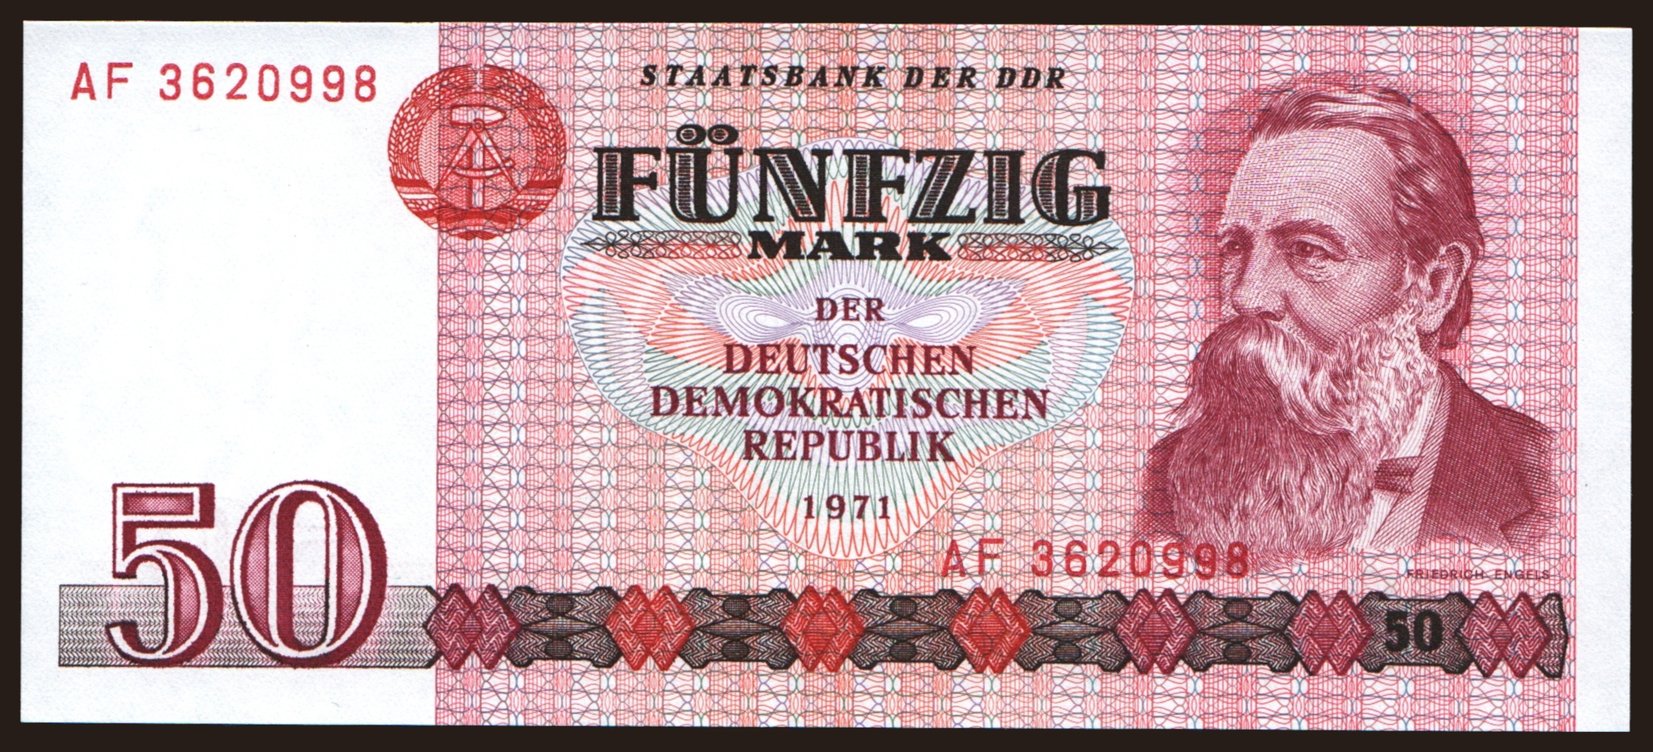 AF 3620998
STAATSBANK DER DDR
FÜNFZIG
MARK
DER
DEUTSCHEN
DEMOKRATISCHEN
REPUBLIK
1971
AF 3620998
FRIEDRICH ENGELS
50
50